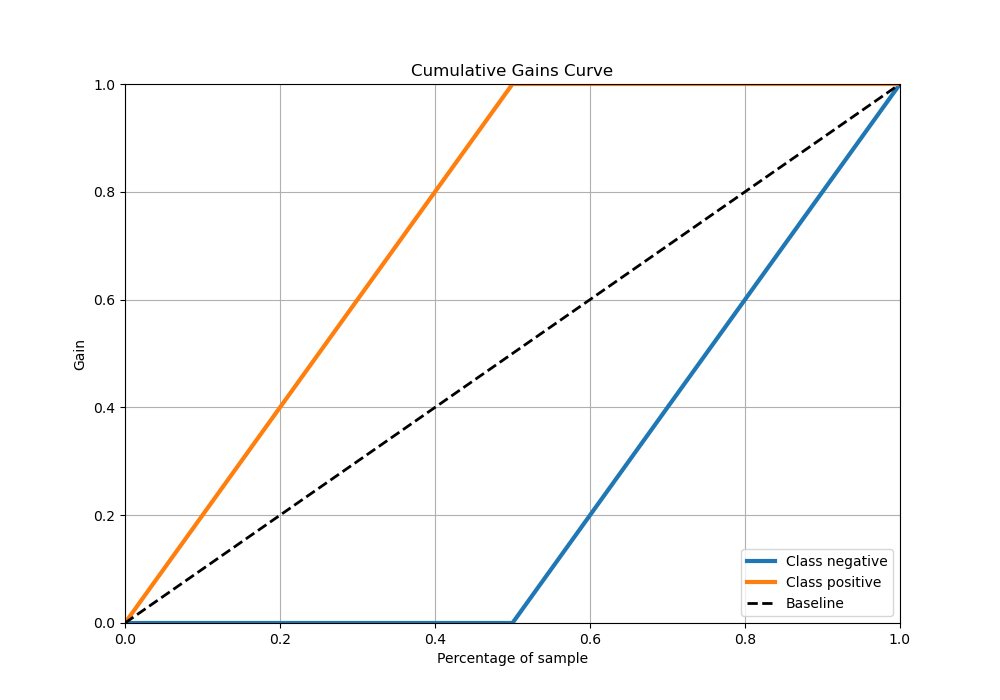 Cumulative Gains Curve
1.0
0.8
0.6
0.4
0.2
0.0
Gain
0.0 0.2 0.4 0.6 0.8 1.0
Percentage of sample
Class negative
Class positive
Baseline